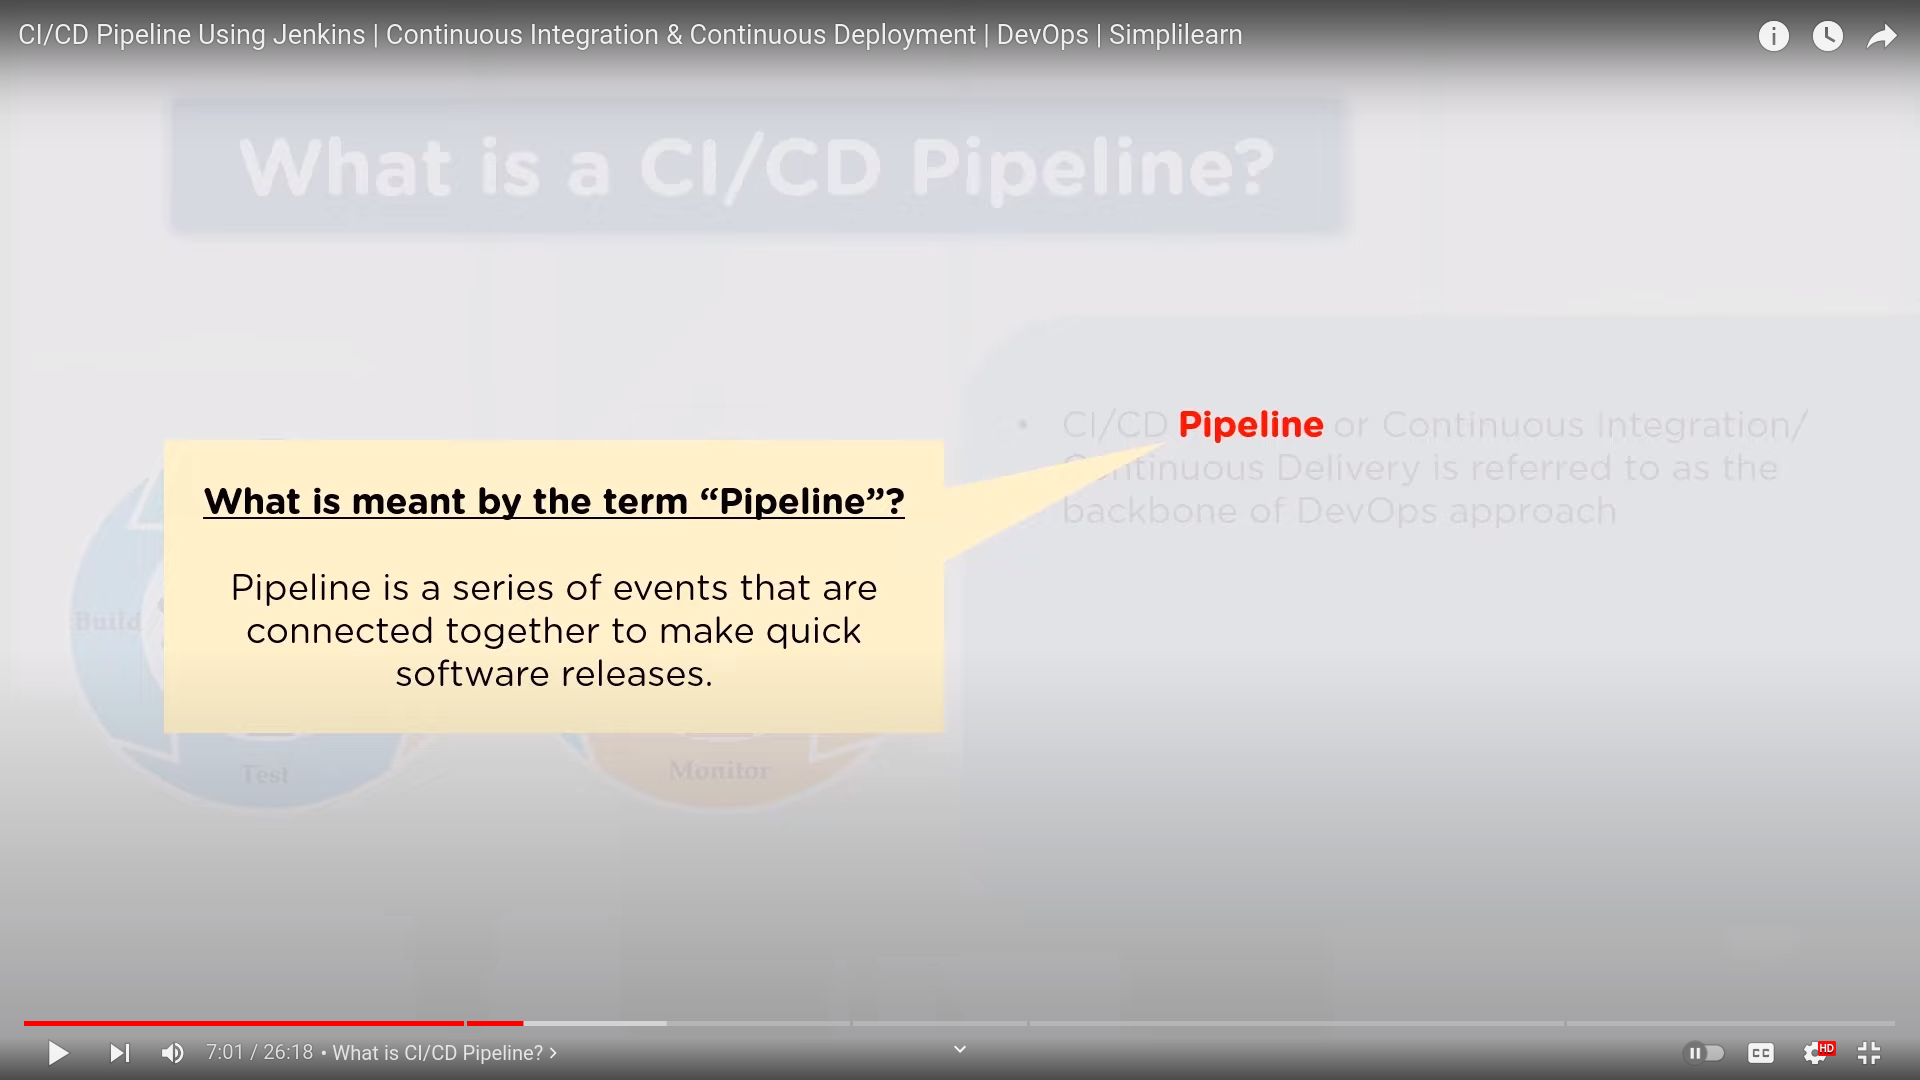 CI/CD Pipeline Using Jenkins | Continuous Integration & Continuous Deployment | DevOps | Simplilearn
What is a CI/CD Pipeline?
• CI/CD Pipeline or Continuous Integration/
Continuous Delivery is referred to as the
backbone of DevOps approach
What is meant by the term “Pipeline”?
Pipeline is a series of events that are
connected together to make quick
software releases.
Build
Test
Monitor
7:01 / 26:18 • What is CI/CD Pipeline? >
CC
HD